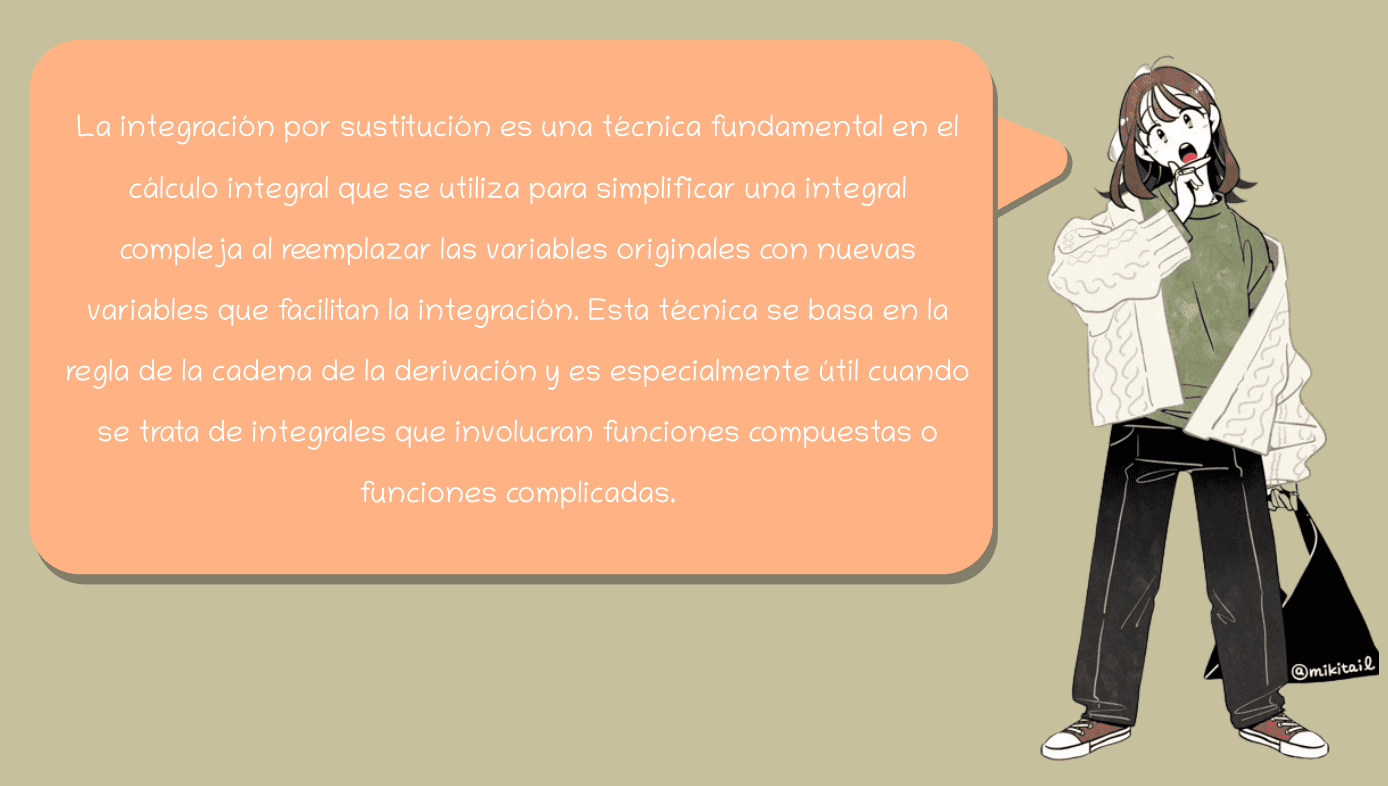 La integración por sustitución es una técnica fundamental en el
cálculo integral que se utiliza para simplificar una integral
compleja al reemplazar las variables originales con nuevas
variables que facilitan la integración. Esta técnica se basa en la
regla de la cadena de la derivación y es especialmente útil cuando
se trata de integrales que involucran funciones compuestas o
funciones complicadas.
@mikitail